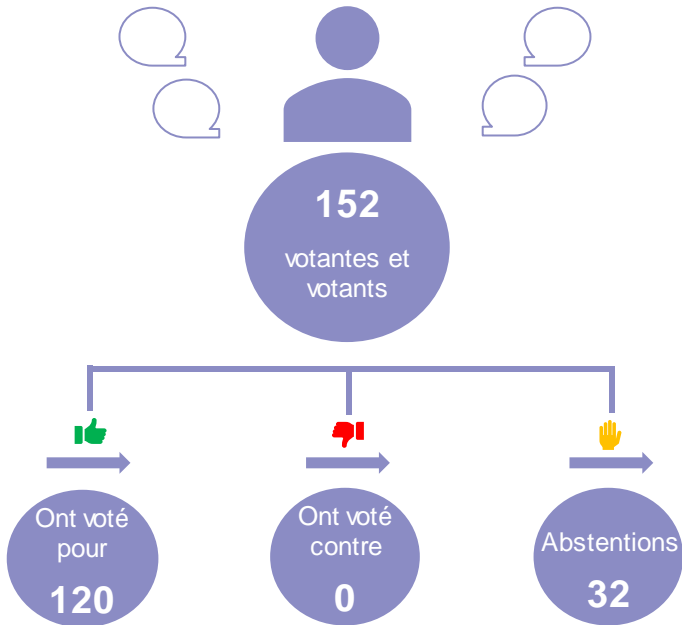 152
votantes et
votants
Ont voté
pour
120
Ont voté
contre
0
Abstentions
32